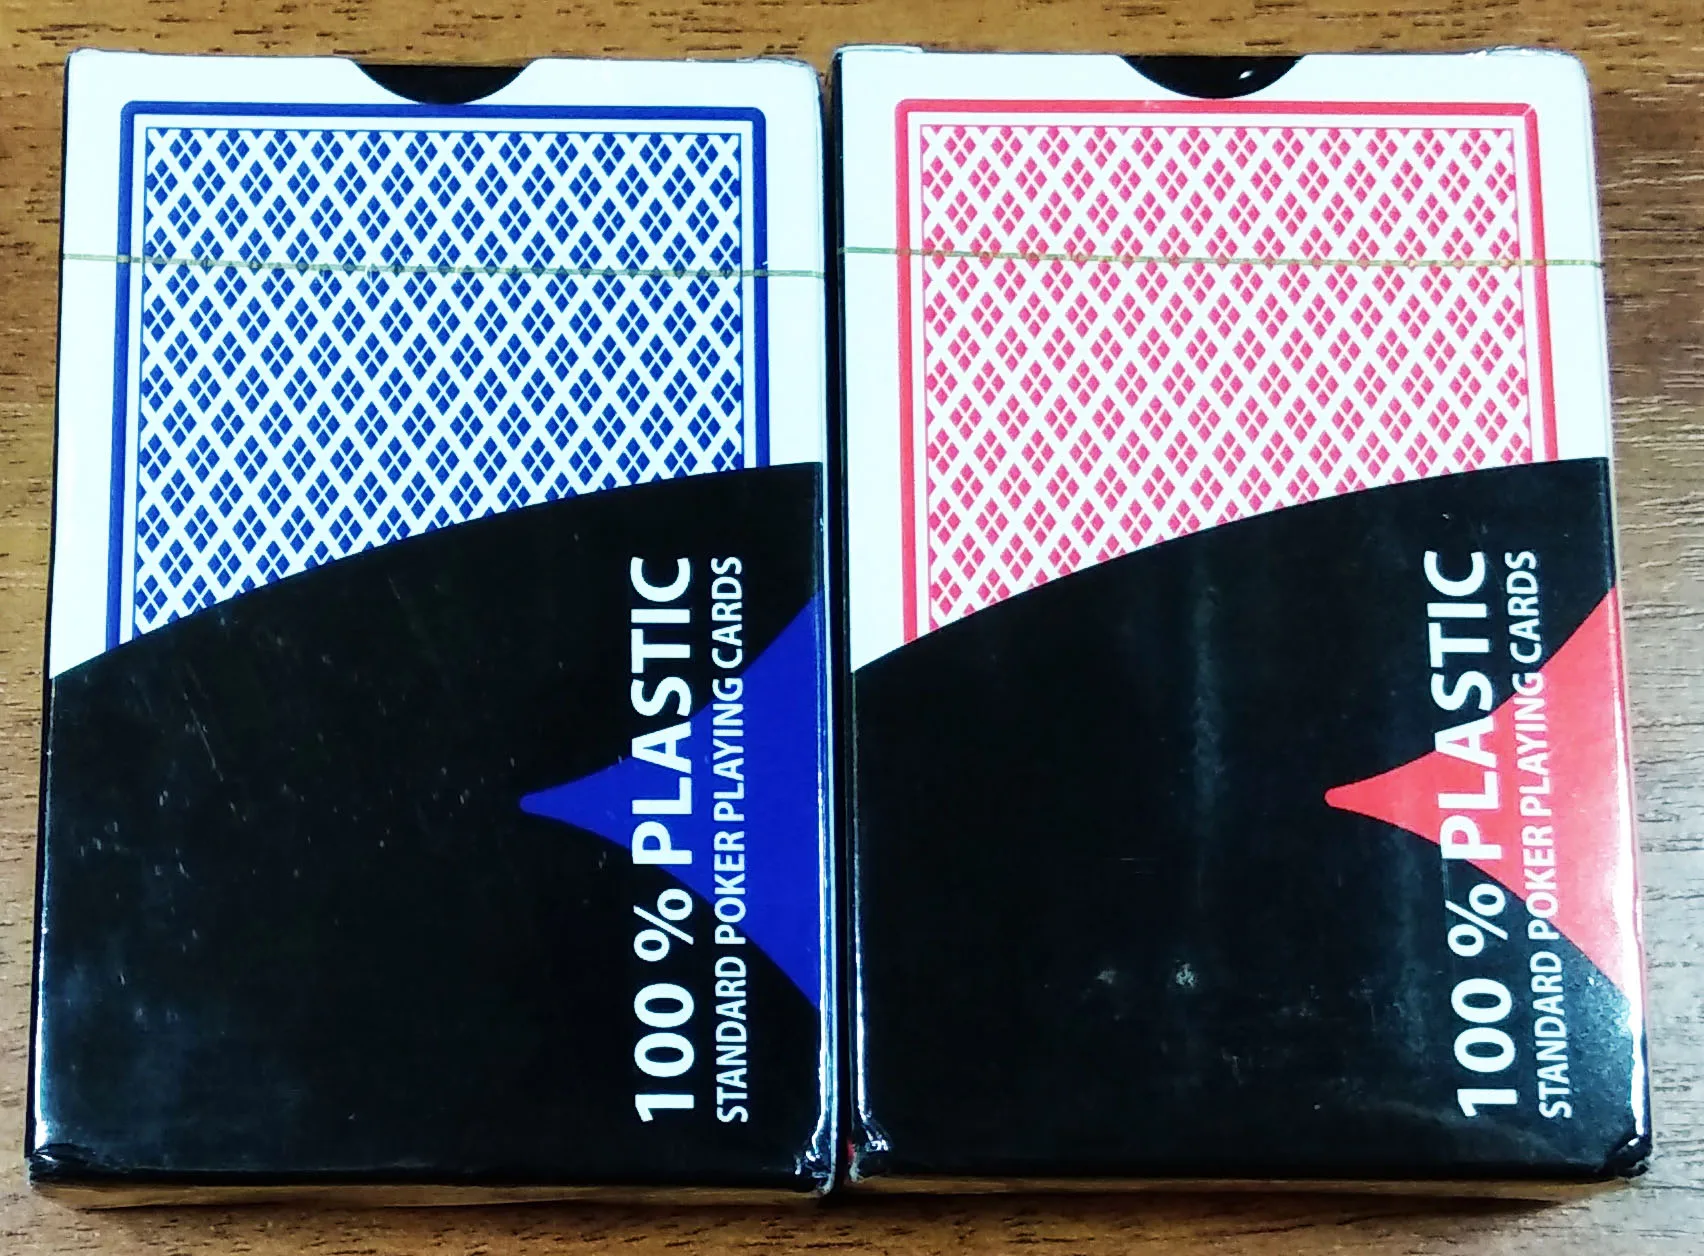 100 % PLASTIC
STANDARD POKER PLAYING CARDS
100 % PLASTIC
STANDARD POKER PLAYING CARDS